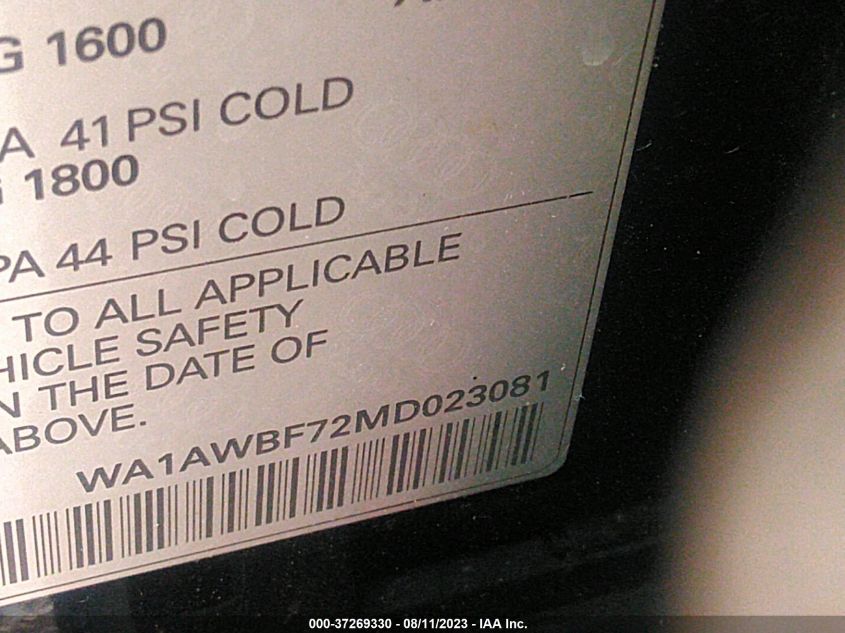 G 1600
A 41 PSI COLD
G 1800
PA 44 PSI COLD
TO ALL APPLICABLE
HICLE SAFETY
N THE DATE OF
ABOVE.
WA1AWBF72MD023081
000-37269330 - 08/11/2023 - IAA Inc.